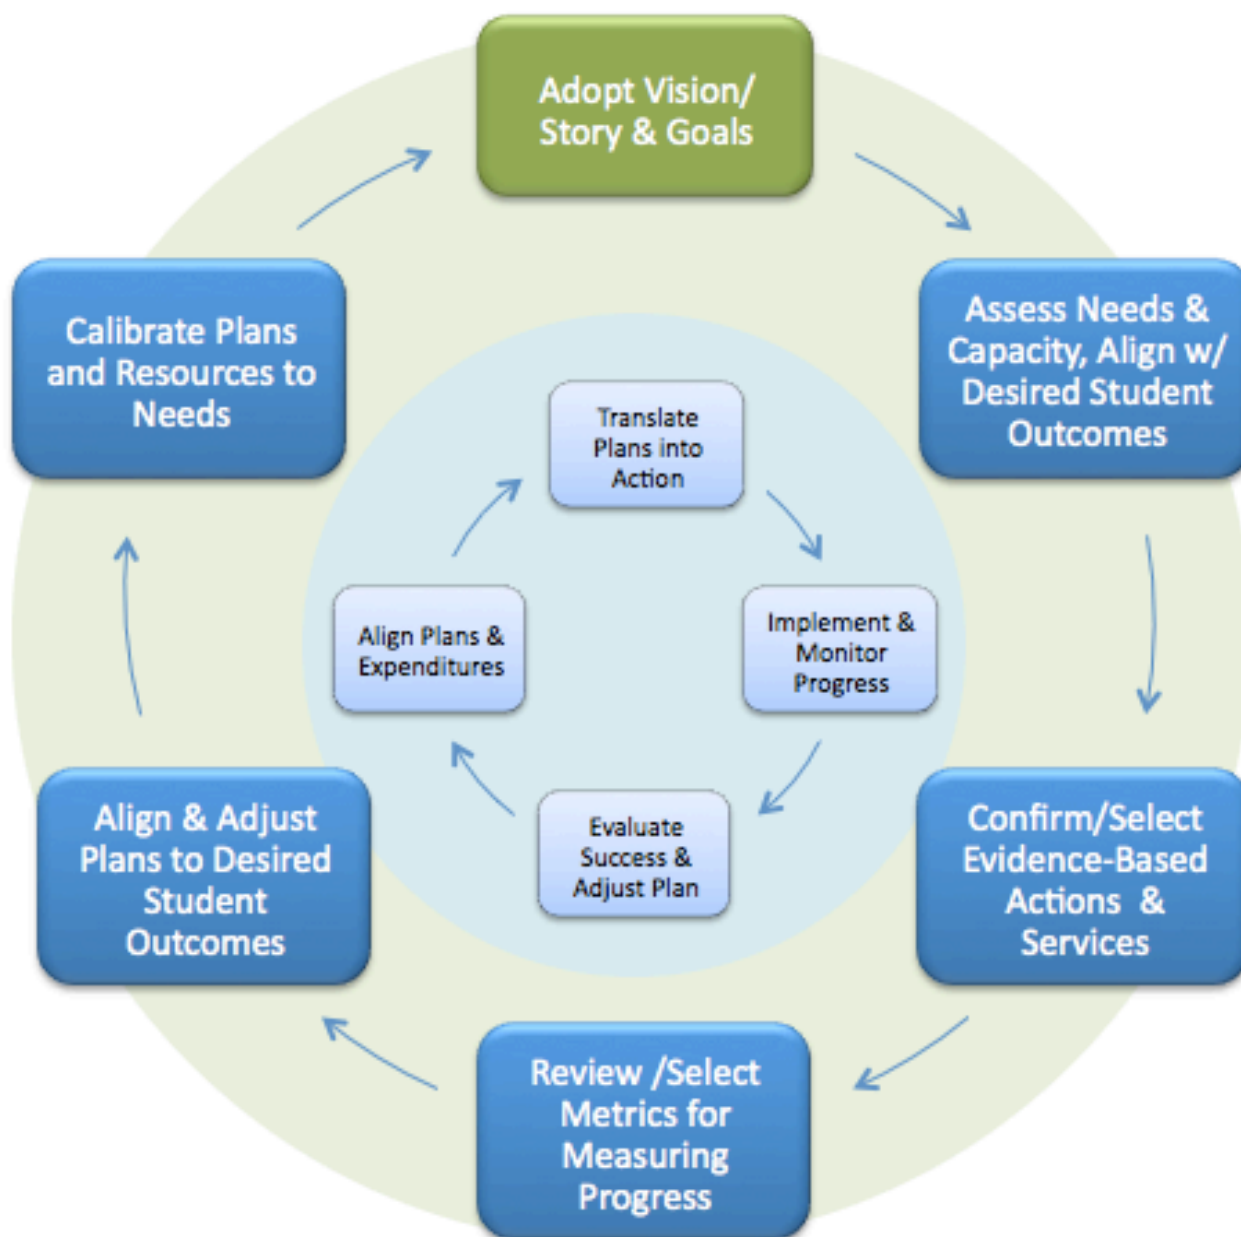 Adopt Vision/
Story & Goals
Assess Needs &
Capacity, Align w/
Desired Student
Outcomes
Confirm/Select
Evidence-Based
Actions  &
Services
Review /Select
Metrics for
Measuring
Progress
Align & Adjust
Plans to Desired
Student
Outcomes
Calibrate Plans
and Resources to
Needs
Translate
Plans into
Action
Implement &
Monitor
Progress
Evaluate
Success &
Adjust Plan
Align Plans &
Expenditures